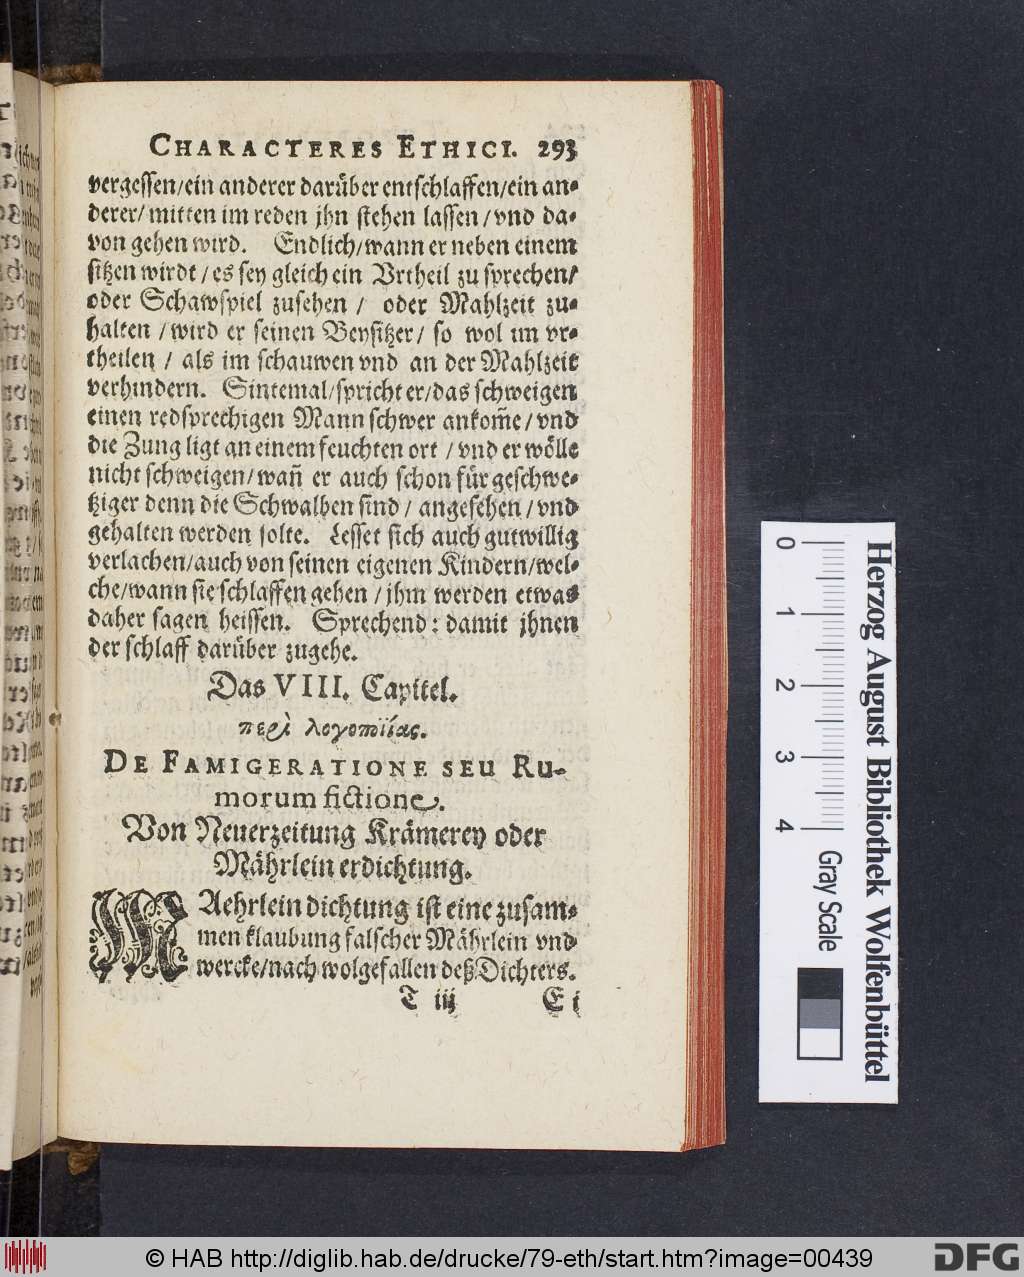 CHARACTERES ETHICI. 293
vergessen/ein anderer darüber entschlaffen/ein an-
derer/ mitten im reden jhn stehen lassen / vnd da-
von gehen wird. Endlich/wann er neben einem
sitzen wirdt / es sey gleich ein Vrtheil zu sprechen/
oder Schawspiel zusehen / oder Mahlzeit zu-
halten / wird er seinen Beysitzer / so wol im vr-
theilen / als im schauwen vnd an der Mahlzeit
verhindern. Sintemal/spricht er/das schweigen
einen redsprechigen Mann schwer ankom̃e / vnd
die Zung ligt an einem feuchten ort / vnd er wölle
nicht schweigen/wañ er auch schon für geschwe-
tziger denn die Schwalben sind / angesehen / vnd
gehalten werden solte. Lesset sich auch gutwillig
verlachen/auch von seinen eigenen Kindern/wel-
che/wann sie schlaffen gehen / jhm werden etwas
daher sagen heissen. Sprechend: damit jhnen
der schlaff darüber zugehe.
Das VIII. Capitel.
περὶ λογοποιΐας.
DE FAMIGERATIONE SEU RU-
morum fictione.
Von Neuerzeitung Krämerey oder
Mährlein erdichtung.
MAehrlein dichtung ist eine zusam-
men klaubung falscher Mährlein vnd
wercke/nach wolgefallen deß Dichters.
T iij Ei
0 1 2 3 4
Gray Scale
Herzog August Bibliothek Wolfenbüttel
© HAB http://diglib.hab.de/drucke/79-eth/start.htm?image=00439
DFG